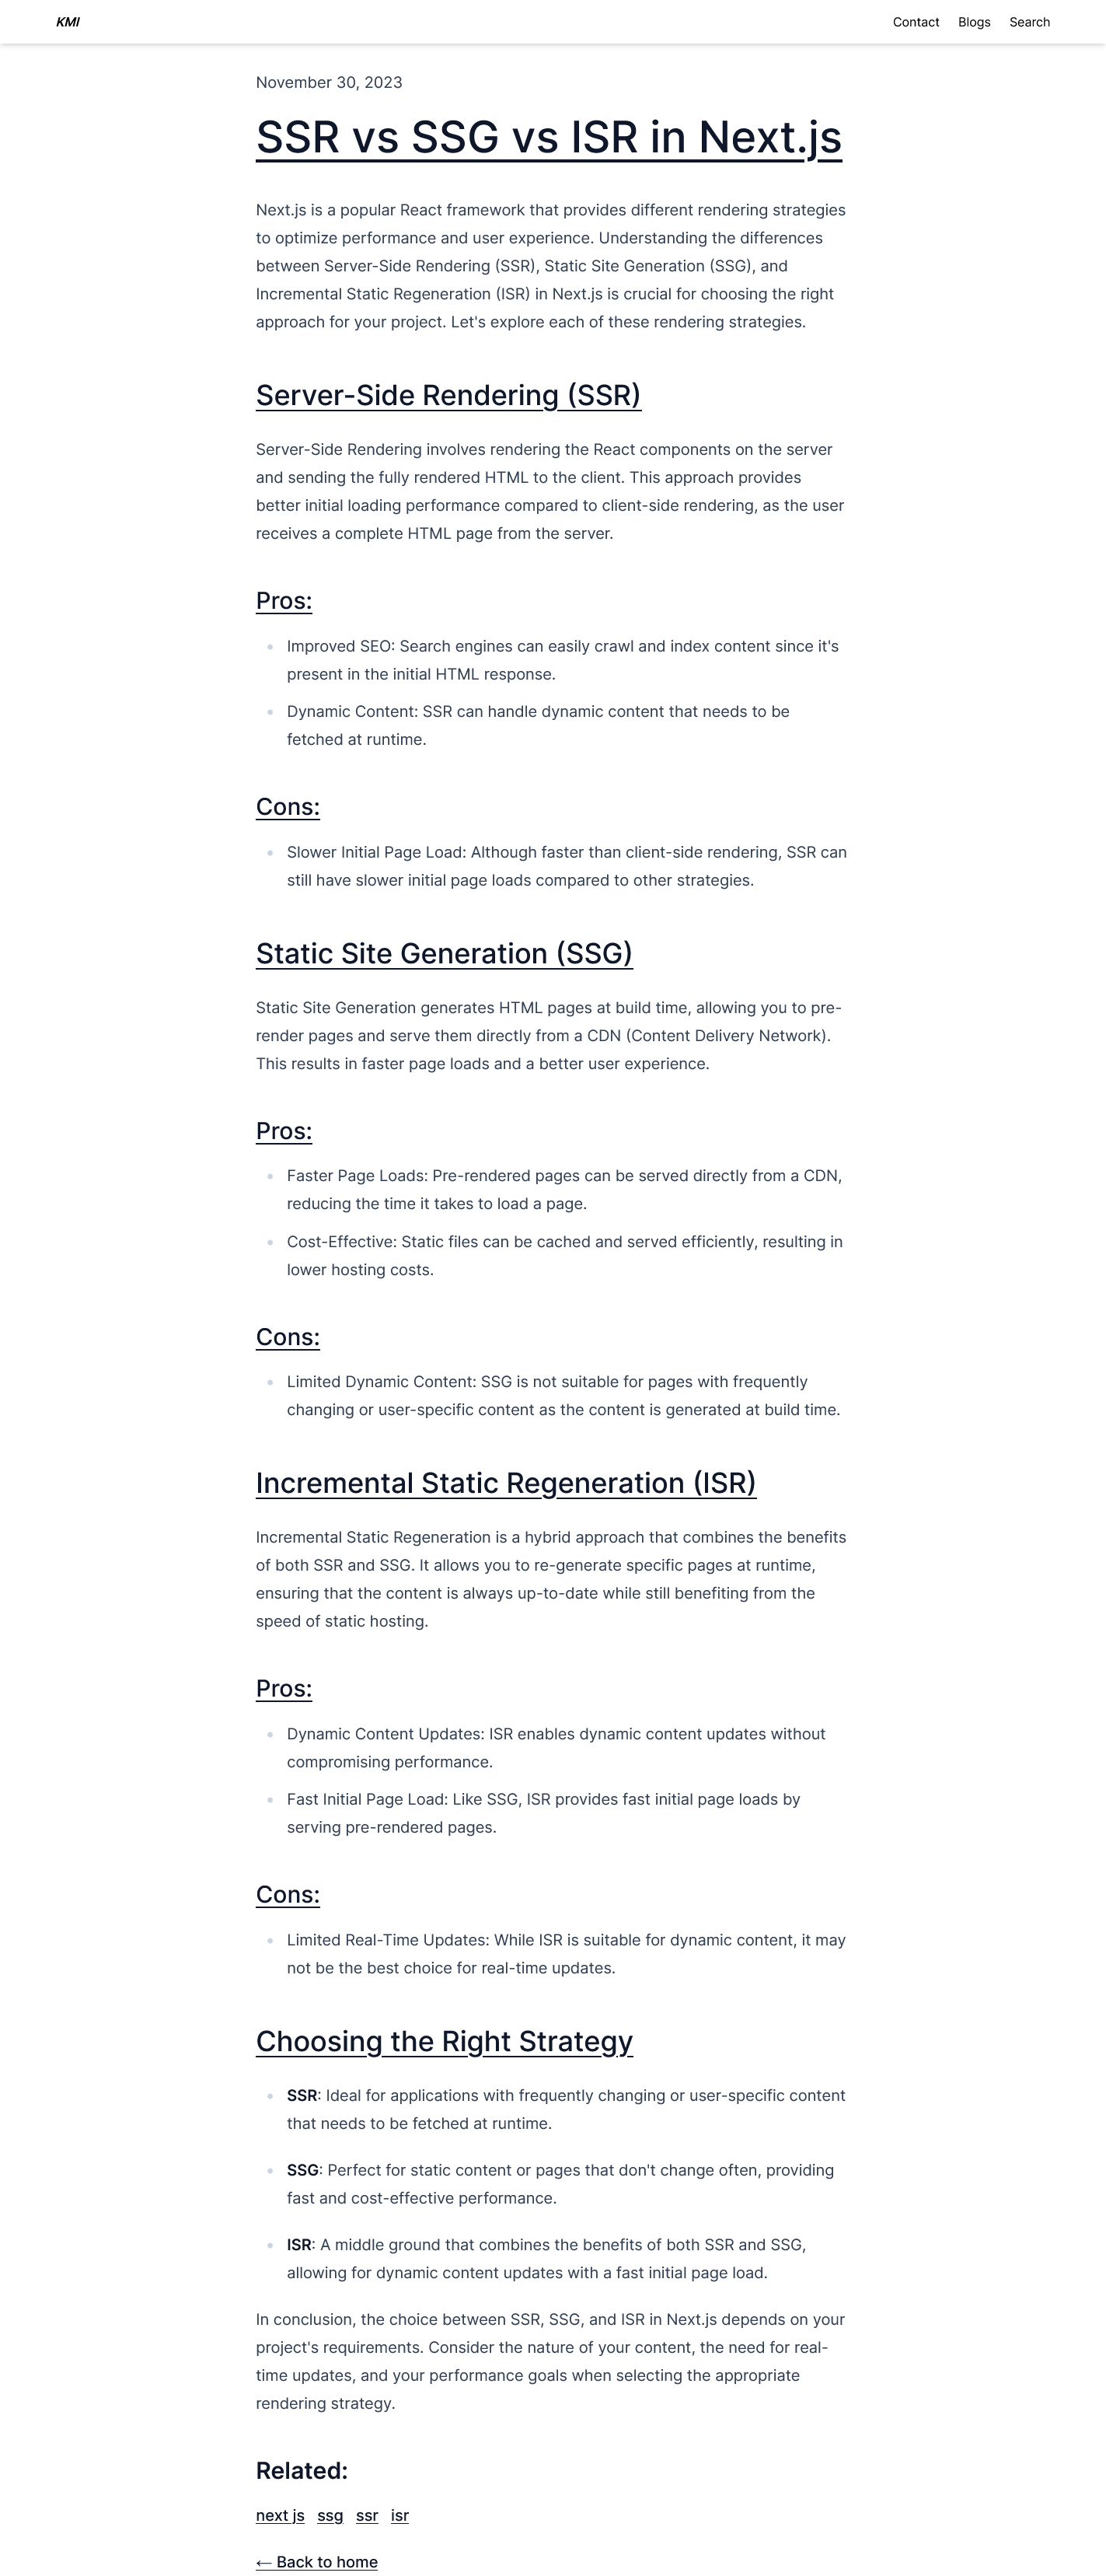 KMI
Contact Blogs Search
November 30, 2023
SSR vs SSG vs ISR in Next.js
Next.js is a popular React framework that provides different rendering strategies
to optimize performance and user experience. Understanding the differences
between Server-Side Rendering (SSR), Static Site Generation (SSG), and
Incremental Static Regeneration (ISR) in Next.js is crucial for choosing the right
approach for your project. Let's explore each of these rendering strategies.
Server-Side Rendering (SSR)
Server-Side Rendering involves rendering the React components on the server
and sending the fully rendered HTML to the client. This approach provides
better initial loading performance compared to client-side rendering, as the user
receives a complete HTML page from the server.
Pros:
Improved SEO: Search engines can easily crawl and index content since it's
present in the initial HTML response.
Dynamic Content: SSR can handle dynamic content that needs to be
fetched at runtime.
Cons:
Slower Initial Page Load: Although faster than client-side rendering, SSR can
still have slower initial page loads compared to other strategies.
Static Site Generation (SSG)
Static Site Generation generates HTML pages at build time, allowing you to pre-
render pages and serve them directly from a CDN (Content Delivery Network).
This results in faster page loads and a better user experience.
Pros:
Faster Page Loads: Pre-rendered pages can be served directly from a CDN,
reducing the time it takes to load a page.
Cost-Effective: Static files can be cached and served efficiently, resulting in
lower hosting costs.
Cons:
Limited Dynamic Content: SSG is not suitable for pages with frequently
changing or user-specific content as the content is generated at build time.
Incremental Static Regeneration (ISR)
Incremental Static Regeneration is a hybrid approach that combines the benefits
of both SSR and SSG. It allows you to re-generate specific pages at runtime,
ensuring that the content is always up-to-date while still benefiting from the
speed of static hosting.
Pros:
Dynamic Content Updates: ISR enables dynamic content updates without
compromising performance.
Fast Initial Page Load: Like SSG, ISR provides fast initial page loads by
serving pre-rendered pages.
Cons:
Limited Real-Time Updates: While ISR is suitable for dynamic content, it may
not be the best choice for real-time updates.
Choosing the Right Strategy
SSR: Ideal for applications with frequently changing or user-specific content
that needs to be fetched at runtime.
SSG: Perfect for static content or pages that don't change often, providing
fast and cost-effective performance.
ISR: A middle ground that combines the benefits of both SSR and SSG,
allowing for dynamic content updates with a fast initial page load.
In conclusion, the choice between SSR, SSG, and ISR in Next.js depends on your
project's requirements. Consider the nature of your content, the need for real-
time updates, and your performance goals when selecting the appropriate
rendering strategy.
Related:
next js ssg ssr isr
← Back to home